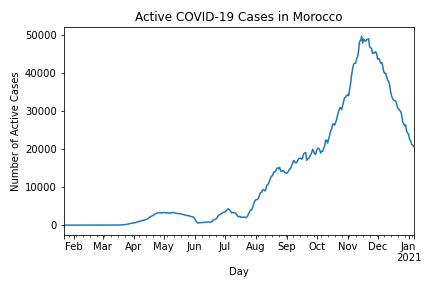 Active COVID-19 Cases in Morocco
Number of Active Cases
50000
40000
30000
20000
10000
0
Feb Mar Apr May Jun Jul Aug Sep Oct Nov Dec Jan
2021
Day